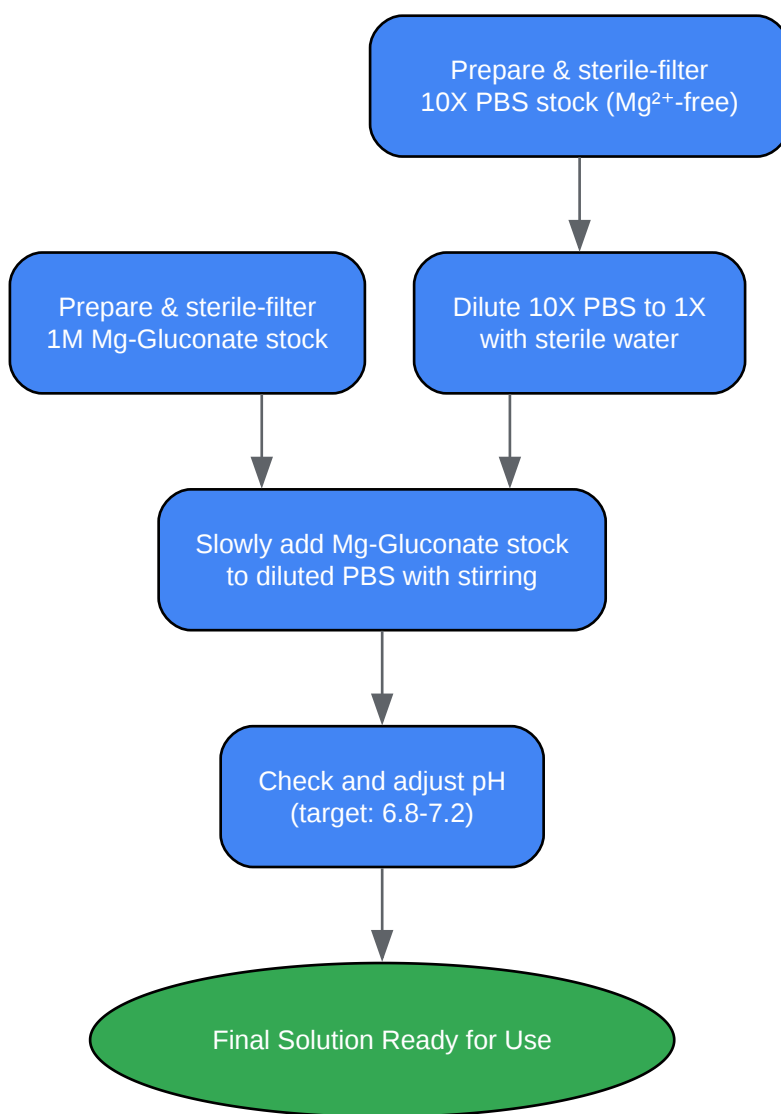 Prepare & sterile-filter
10X PBS stock (Mg²⁺-free)
Prepare & sterile-filter
1M Mg-Gluconate stock
Dilute 10X PBS to 1X
with sterile water
Slowly add Mg-Gluconate stock
to diluted PBS with stirring
Check and adjust pH
(target: 6.8-7.2)
Final Solution Ready for Use